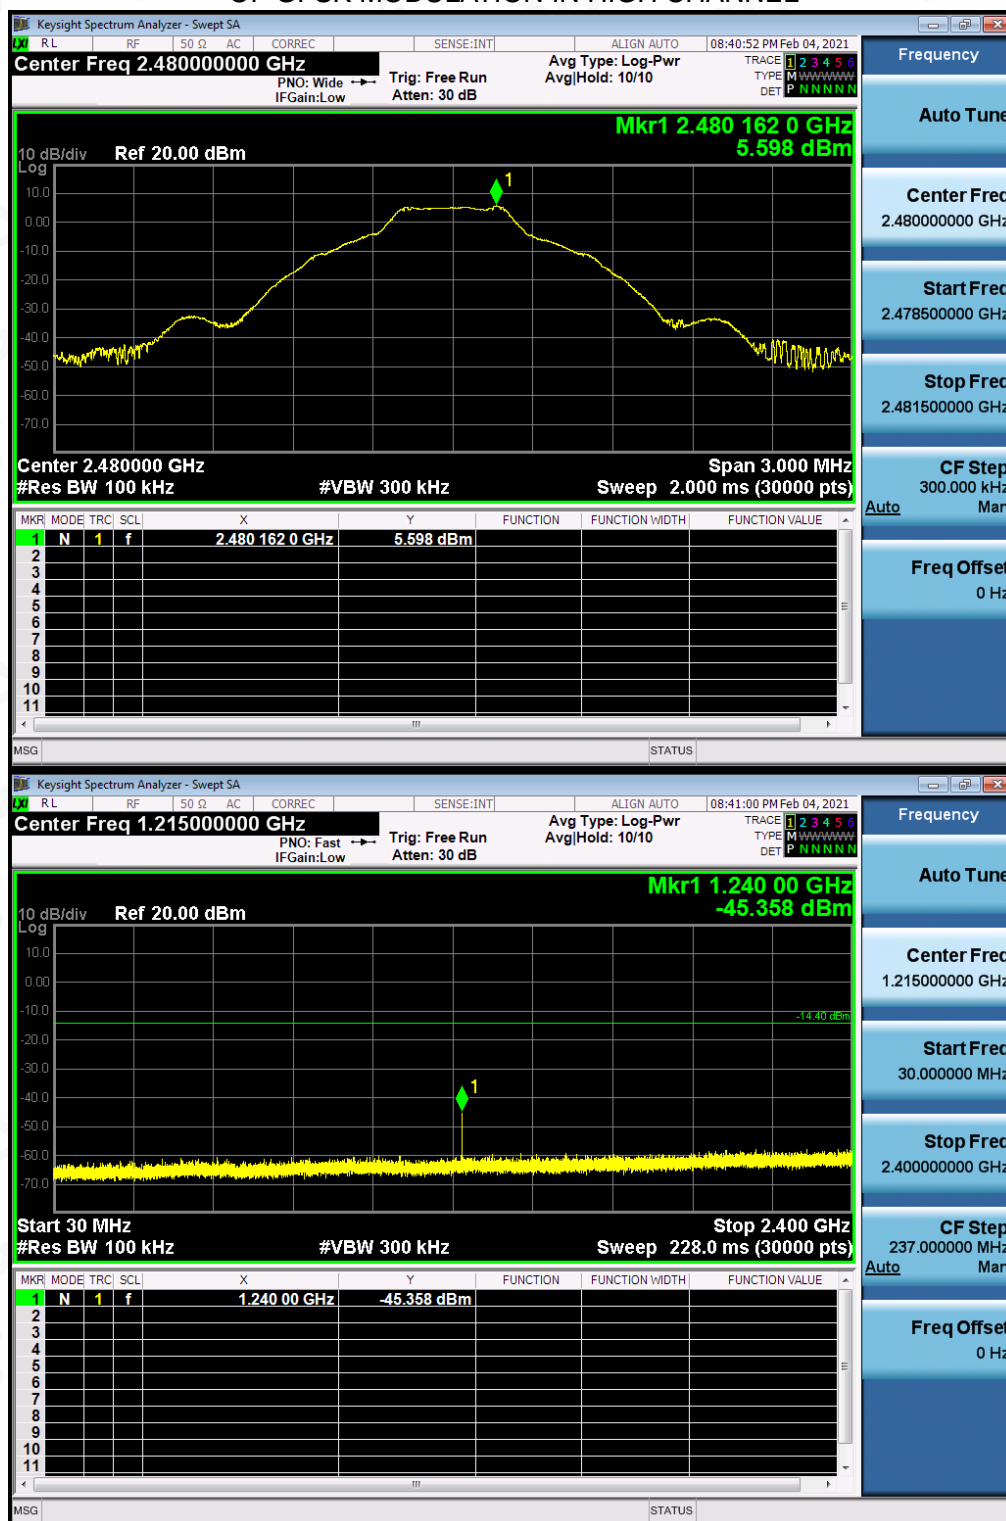 OF GFSK MODULATION IN HIGH CHANNEL
Keysight Spectrum Analyzer - Swept SA
LXI RL RF 50 Ω AC CORREC SENSE:INT ALIGN AUTO 08:40:52 PM Feb 04, 2021
Center Freq 2.480000000 GHz
PNO: Wide
IFGain:Low
Trig: Free Run
Atten: 30 dB
Avg Type: Log-Pwr
Avg|Hold: 10/10
TRACE 1 2 3 4 5 6
TYPE M WWWWW
DET P N N N N N
Frequency
Auto Tune
Center Freq
2.480000000 GHz
Start Freq
2.478500000 GHz
Stop Freq
2.481500000 GHz
CF Step
300.000 kHz
Auto Man
Freq Offset
0 Hz
Mkr1 2.480 162 0 GHz
5.598 dBm
10 dB/div Ref 20.00 dBm
Log
10.0
0.00
-10.0
-20.0
-30.0
-40.0
-50.0
-60.0
-70.0
1
Center 2.480000 GHz Span 3.000 MHz
#Res BW 100 kHz #VBW 300 kHz Sweep 2.000 ms (30000 pts)
MKR MODE TRC SCL X Y FUNCTION FUNCTION WIDTH FUNCTION VALUE
1 N 1 f 2.480 162 0 GHz 5.598 dBm
2
3
4
5
6
7
8
9
10
11
MSG STATUS
Keysight Spectrum Analyzer - Swept SA
LXI RL RF 50 Ω AC CORREC SENSE:INT ALIGN AUTO 08:41:00 PM Feb 04, 2021
Center Freq 1.215000000 GHz
PNO: Fast
IFGain:Low
Trig: Free Run
Atten: 30 dB
Avg Type: Log-Pwr
Avg|Hold: 10/10
TRACE 1 2 3 4 5 6
TYPE M WWWWW
DET P N N N N N
Frequency
Auto Tune
Center Freq
1.215000000 GHz
Start Freq
30.000000 MHz
Stop Freq
2.400000000 GHz
CF Step
237.000000 MHz
Auto Man
Freq Offset
0 Hz
Mkr1 1.240 00 GHz
-45.358 dBm
10 dB/div Ref 20.00 dBm
Log
10.0
0.00
-10.0
-20.0
-30.0
-40.0
-50.0
-60.0
-70.0
-14.40 dBm
1
Start 30 MHz Stop 2.400 GHz
#Res BW 100 kHz #VBW 300 kHz Sweep 228.0 ms (30000 pts)
MKR MODE TRC SCL X Y FUNCTION FUNCTION WIDTH FUNCTION VALUE
1 N 1 f 1.240 00 GHz -45.358 dBm
2
3
4
5
6
7
8
9
10
11
MSG STATUS